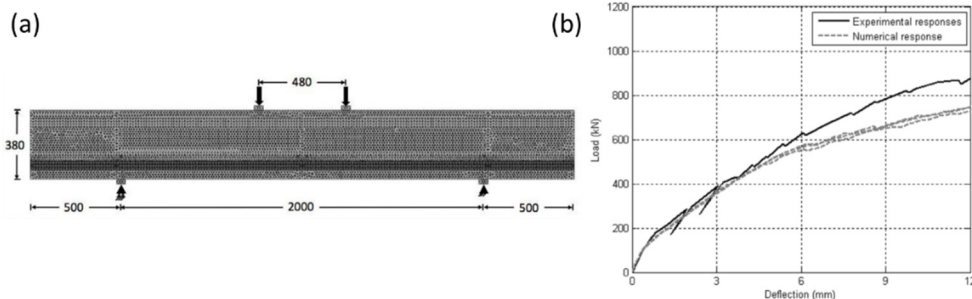 (a)
480
380
500
2000
500
(b)
1200
1000
800
600
400
200
0
Load (kN)
Experimental responses
Numerical response
0
3
6
9
12
Deflection (mm)